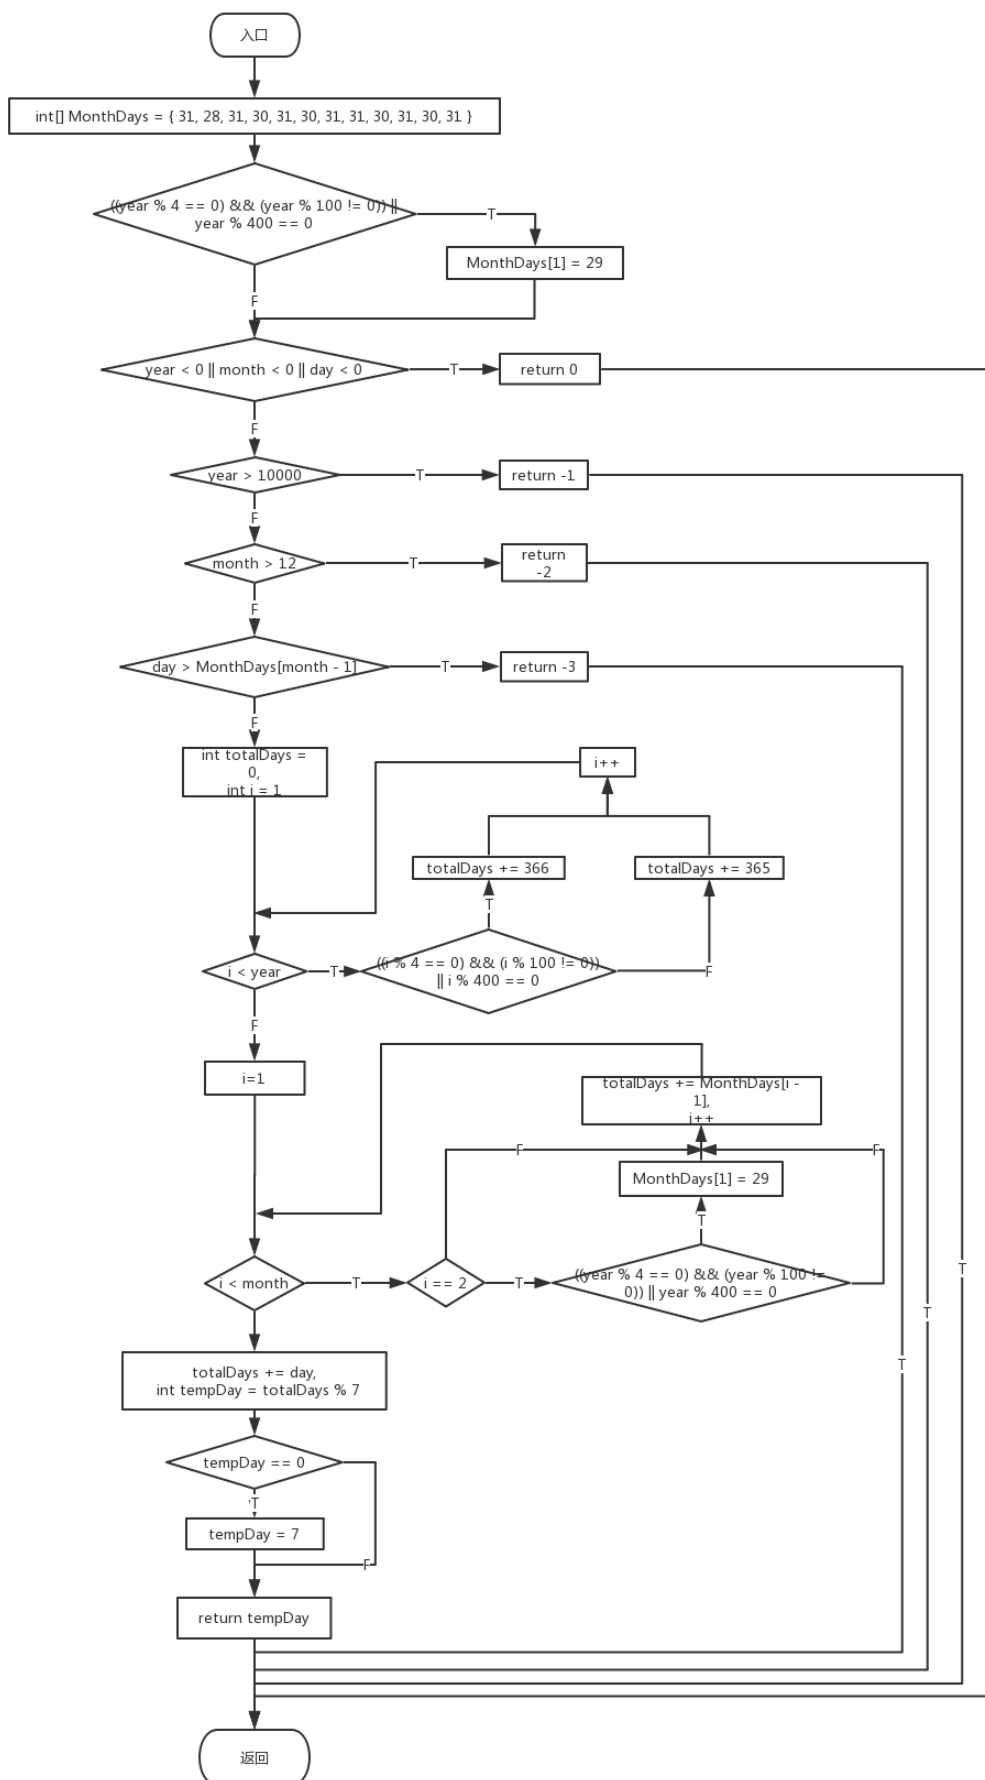 入口
int[] MonthDays = { 31, 28, 31, 30, 31, 30, 31, 31, 30, 31, 30, 31 }
((year % 4 == 0) && (year % 100 != 0)) ||
year % 400 == 0
T
MonthDays[1] = 29
F
year < 0 || month < 0 || day < 0
T
return 0
F
year > 10000
T
return -1
F
month > 12
T
return
-2
F
day > MonthDays[month - 1]
T
return -3
F
int totalDays =
0,
int i = 1
i++
totalDays += 366
totalDays += 365
T
i < year
T
((i % 4 == 0) && (i % 100 != 0))
|| i % 400 == 0
F
F
i=1
totalDays += MonthDays[i -
1],
i++
F
F
MonthDays[1] = 29
T
i < month
T
i == 2
T
((year % 4 == 0) && (year % 100 !=
0)) || year % 400 == 0
T
T
T
totalDays += day,
int tempDay = totalDays % 7
tempDay == 0
T
tempDay = 7
F
return tempDay
返回